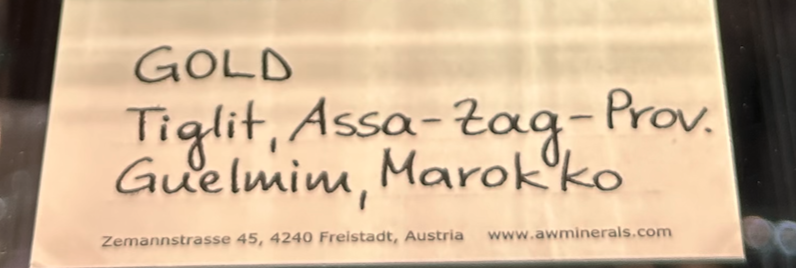 GOLD
Tiglit, Assa-Zag-Prov.
Guelmim, Marokko
Zemannstrasse 45, 4240 Freistadt, Austria www.awminerals.com